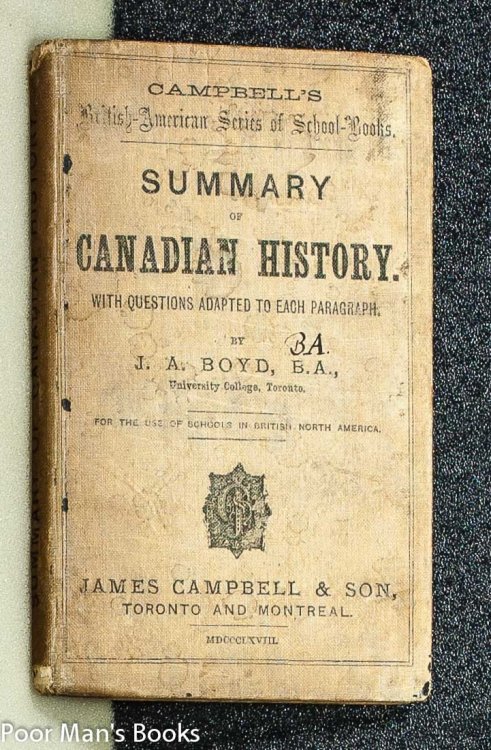 CAMPBELL'S
British-American Series of School-Books.
SUMMARY
OF
CANADIAN HISTORY.
WITH QUESTIONS ADAPTED TO EACH PARAGRAPH.
BY
BA.
J. A. BOYD, B.A.,
University College, Toronto.
FOR THE USE OF SCHOOLS IN BRITISH NORTH AMERICA.
JAMES CAMPBELL & SON,
TORONTO AND MONTREAL.
MDCCCLXVIII.
Poor Man's Books